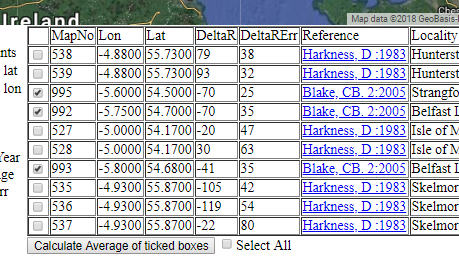 Ireland
Map data ©2018 GeoBasis-
MapNo Lon Lat DeltaR DeltaRErr Reference Locality
538 -4.8800 55.7300 79 38 Harkness, D :1983 Hunterst
nts 539 -4.8800 55.7300 93 32 Harkness, D :1983 Hunterst
lat 995 -5.6000 54.5000 -70 25 Blake, CB. 2:2005 Strangfo
lon 992 -5.7500 54.7000 -70 35 Blake, CB. 2:2005 Belfast L
527 -5.0000 54.1700 -20 47 Harkness, D :1983 Isle of M
528 -5.0000 54.1700 30 63 Harkness, D :1983 Isle of M
Year
ge 993 -5.8000 54.6800 -41 35 Blake, CB. 2:2005 Belfast L
rr 535 -4.9300 55.8700 -105 42 Harkness, D :1983 Skelmor
536 -4.9300 55.8700 -119 54 Harkness, D :1983 Skelmor
537 -4.9300 55.8700 -22 80 Harkness, D :1983 Skelmor
Calculate Average of ticked boxes Select All